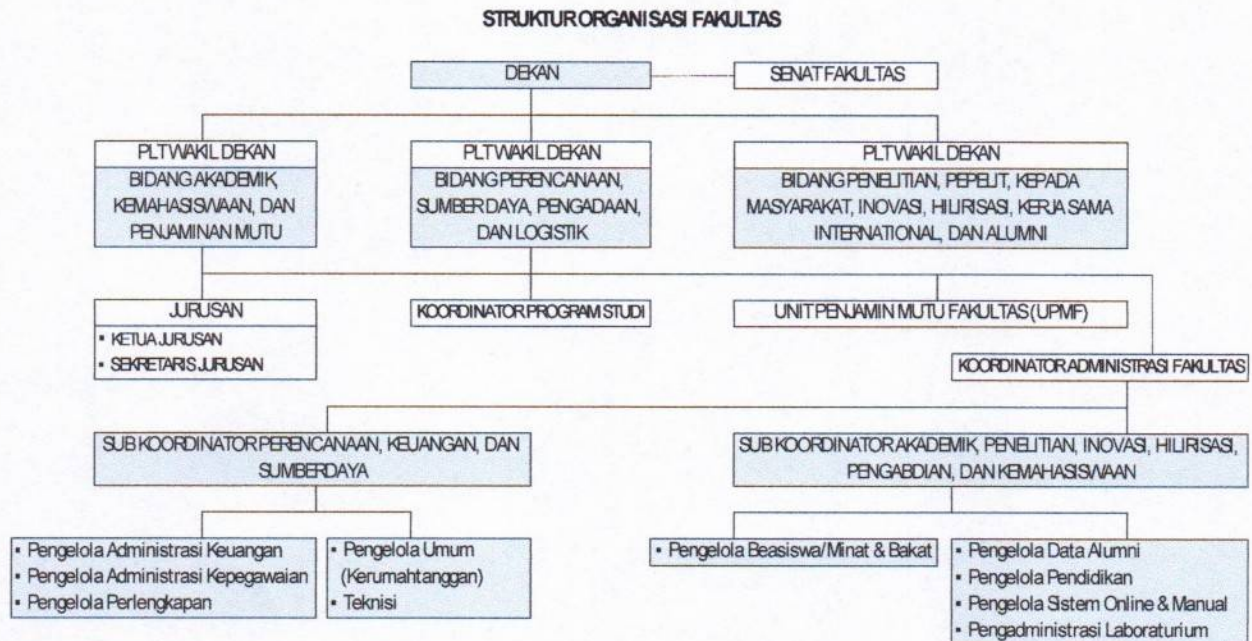 STRUKTUR ORGANISASI FAKULTAS
DEKAN
SENAT FAKULTAS
PLT WAKIL DEKAN
BIDANG AKADEMIK,
KEMAHASISWAAN, DAN
PENJAMINAN MUTU
PLT WAKIL DEKAN
BIDANG PERENCANAAN,
SUMBER DAYA, PENGADAAN,
DAN LOGISTIK
PLT WAKIL DEKAN
BIDANG PENELITIAN, PEPELIT, KEPADA
MASYARAKAT, INOVASI, HILIRISASI, KERJA SAMA
INTERNATIONAL, DAN ALUMNI
JURUSAN
▪ KETUA JURUSAN
▪ SEKRETARIS JURUSAN
KOORDINATOR PROGRAM STUDI
UNIT PENJAMIN MUTU FAKULTAS (UPMF)
KOORDINATOR ADMINISTRASI FAKULTAS
SUB KOORDINATOR PERENCANAAN, KEUANGAN, DAN
SUMBERDAYA
SUB KOORDINATOR AKADEMIK, PENELITIAN, INOVASI, HILIRISASI,
PENGABDIAN, DAN KEMAHASISWAAN
▪ Pengelola Administrasi Keuangan
▪ Pengelola Administrasi Kepegawaian
▪ Pengelola Perlengkapan
▪ Pengelola Umum
(Kerumahtanggan)
▪ Teknisi
▪ Pengelola Beasiswa/Minat & Bakat
▪ Pengelola Data Alumni
▪ Pengelola Pendidikan
▪ Pengelola Sistem Online & Manual
▪ Pengadministrasi Laboraturium